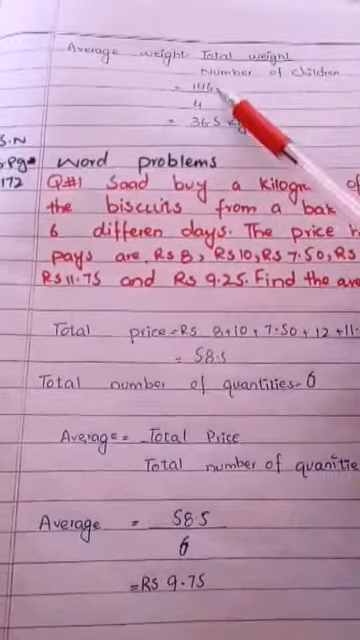 Average weight= Total weight
Number of children
= 146
4
= 36.5 kg
S.N
Pg=
172
Word problems
Q#1 Saad buy a kilogr of
the biscuits from a bak
6 differen days. The price h
pays are Rs 8, Rs 10, Rs 7.50, Rs
Rs 11.75 and Rs 9.25. Find the ave
Total price=Rs 8+10+7.50+12+11.
= 58.5
Total number of quantities=6
Average= Total Price
Total number of quanitie
Average = 58.5
6
=Rs 9.75